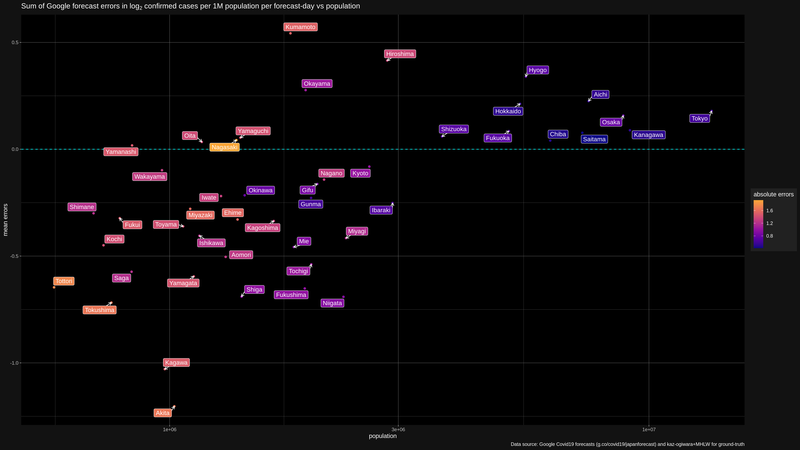 Sum of Google forecast errors in log2 confirmed cases per 1M population per forecast-day vs population
Kumamoto
0.5
Hiroshima
Hyogo
Okayama
Aichi
Hokkaido
Tokyo
Osaka
Shizuoka
Yamaguchi
Oita
Fukuoka
Chiba
Saitama
Kanagawa
Nagasaki
0.0
Yamanashi
Wakayama
Nagano
Kyoto
Okinawa
Gifu
Iwate
Gunma
Shimane
Ibaraki
Miyazaki
Ehime
Fukui
Toyama
Kagoshima
Miyagi
Kochi
Ishikawa
Mie
mean errors
-0.5
Aomori
Tochigi
Tottori
Saga
Yamagata
Shiga
Fukushima
Niigata
Tokushima
-1.0
Kagawa
Akita
absolute errors
1.6
1.2
0.8
1e+06
3e+06
1e+07
population
Data source: Google Covid19 forecasts (g.co/covid19/japanforecast) and kaz-ogiwara+MHLW for ground-truth